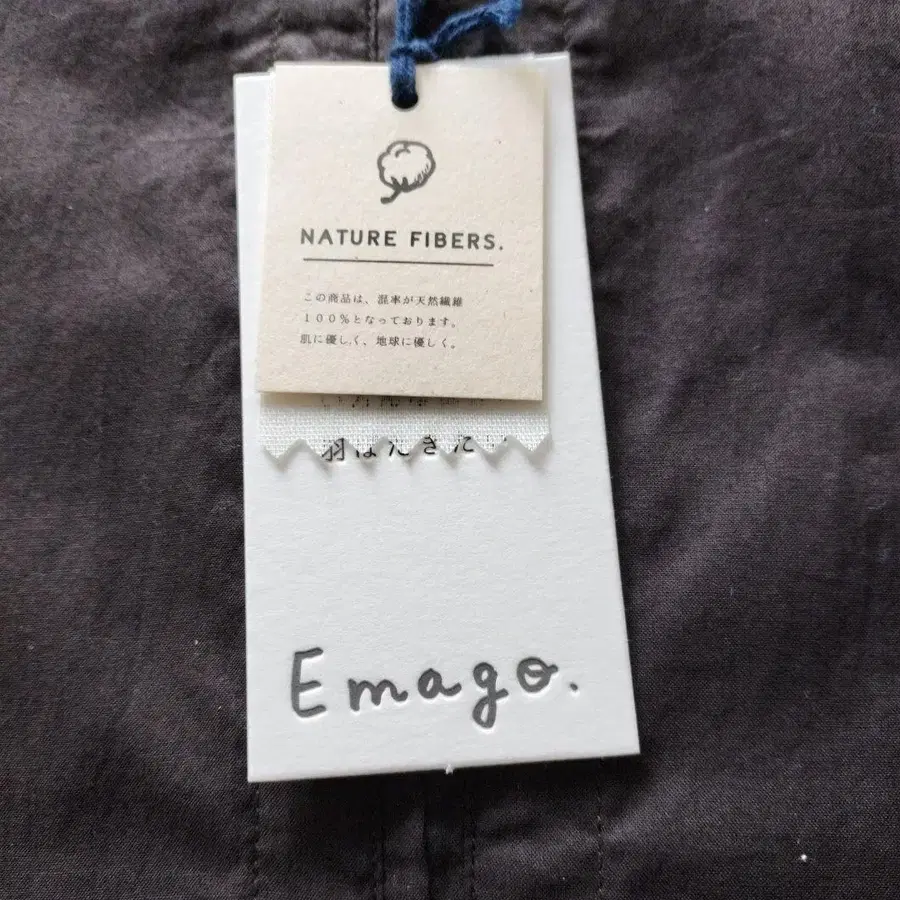 NATURE FIBERS.
この商品は、混率が天然繊維
100%となっております。
肌に優しく、地球に優しく。
羽ばたきた
Emago.